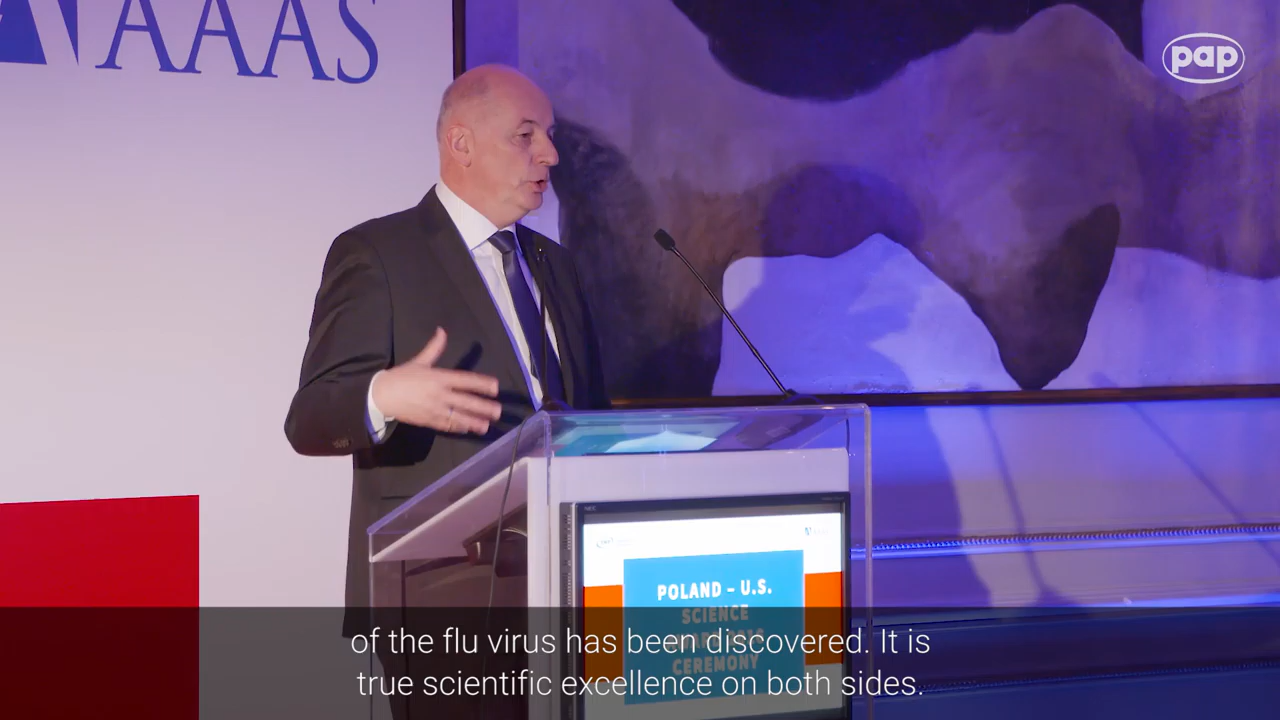 AAAS
pap
NEC
POLAND – U.S.
SCIENCE
CEREMONY
of the flu virus has been discovered. It is
true scientific excellence on both sides.